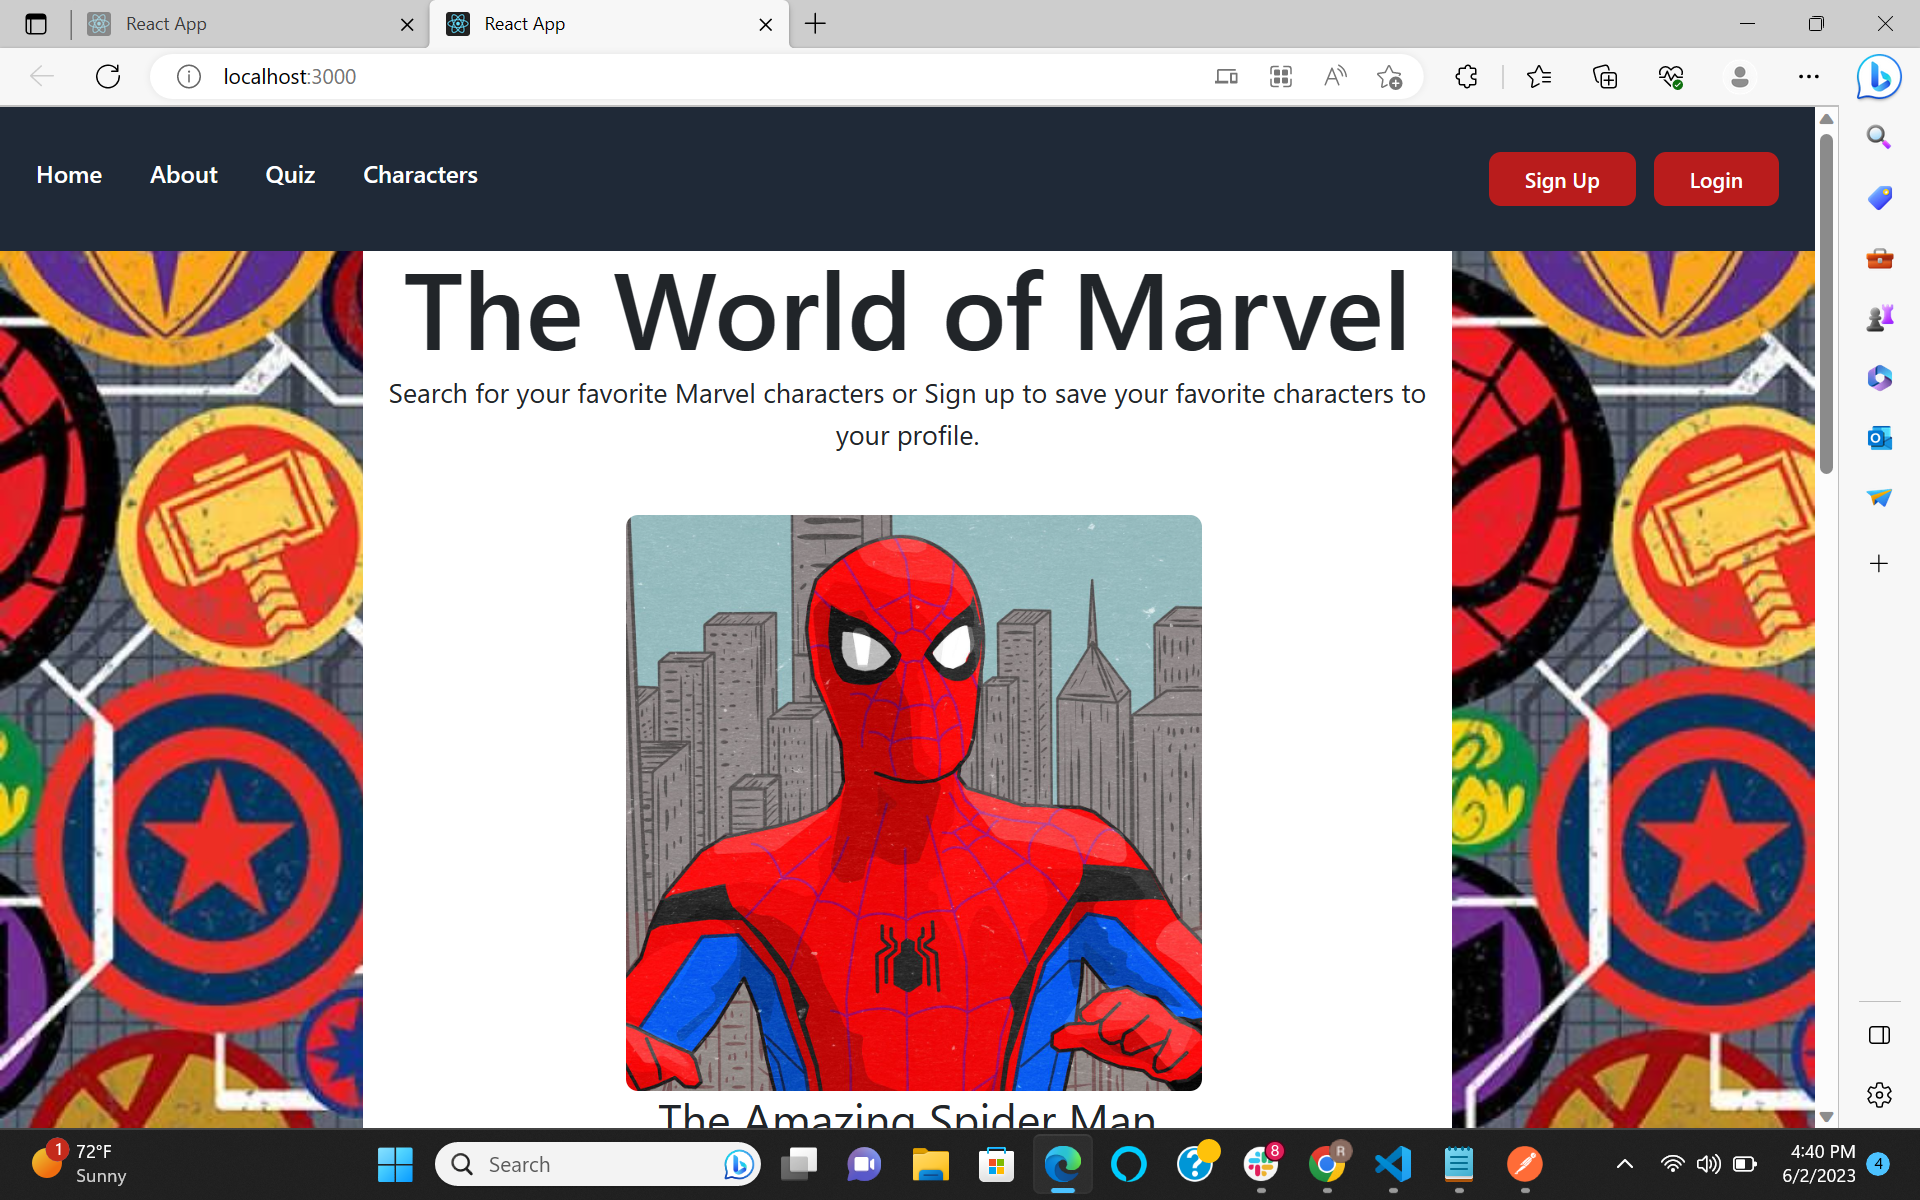 React App
React App
localhost:3000
Home About Quiz Characters
Sign Up Login
The World of Marvel
Search for your favorite Marvel characters or Sign up to save your favorite characters to
your profile.
The Amazing Spider Man
1
72°F
Sunny
Search
8
R
4:40 PM
6/2/2023
4